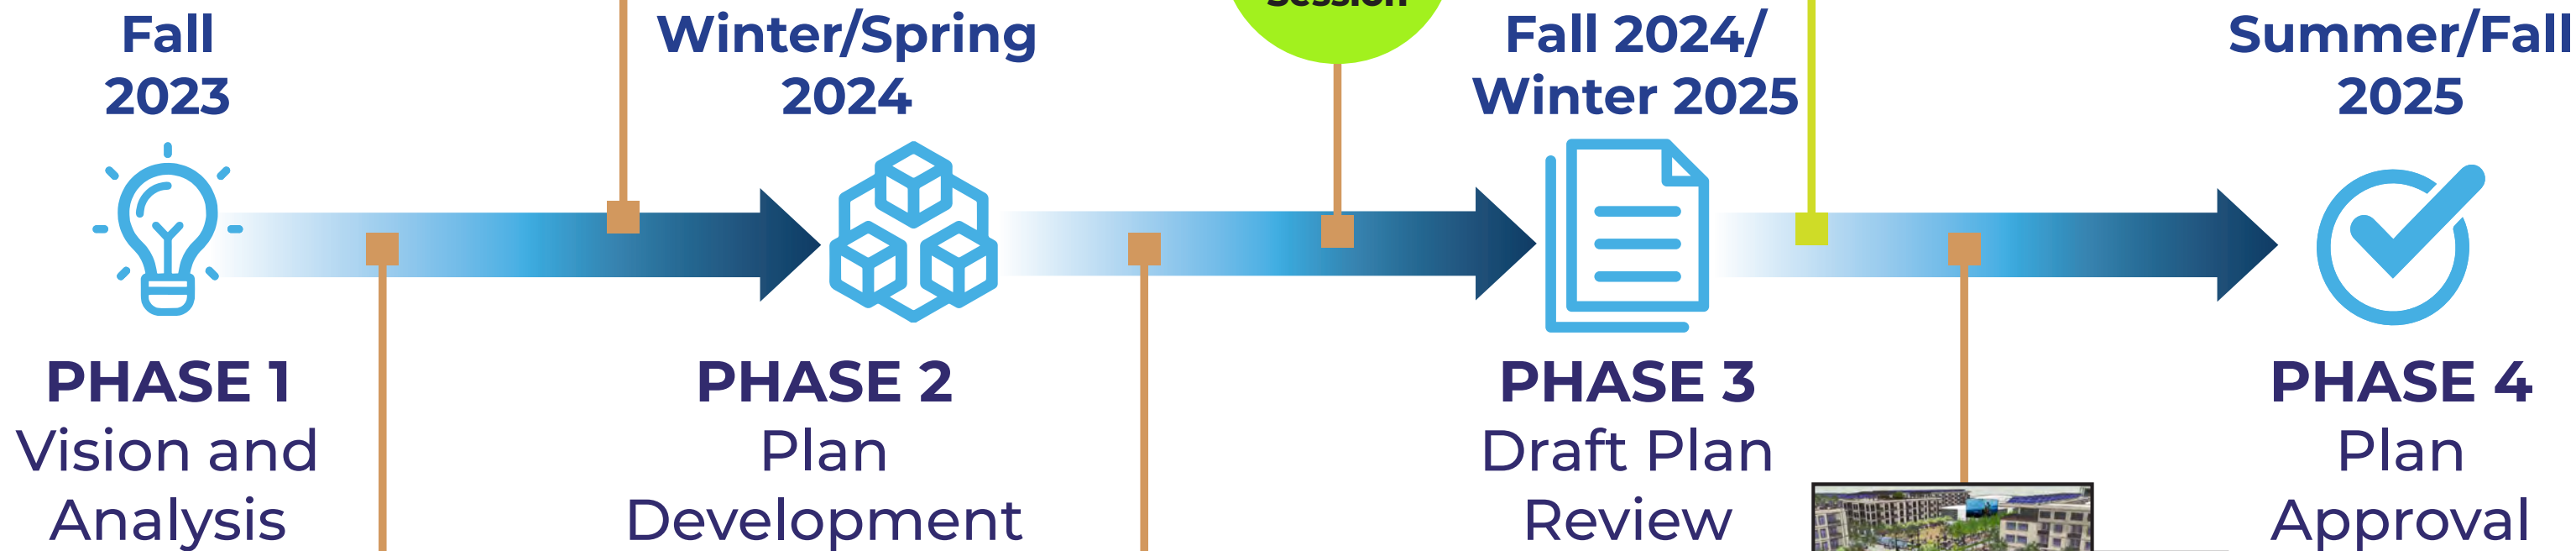 Session
Fall
2023
Winter/Spring
2024
Fall 2024/
Winter 2025
Summer/Fall
2025
PHASE 1
Vision and
Analysis
PHASE 2
Plan
Development
PHASE 3
Draft Plan
Review
PHASE 4
Plan
Approval